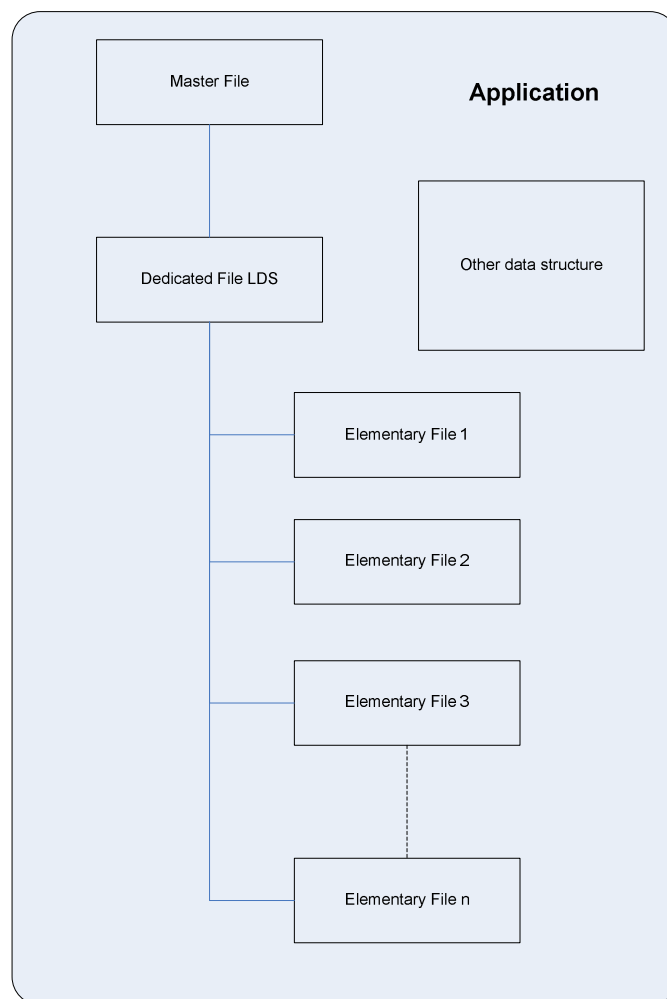 Master File
Application
Dedicated File LDS
Other data structure
Elementary File 1
Elementary File 2
Elementary File 3
Elementary File n